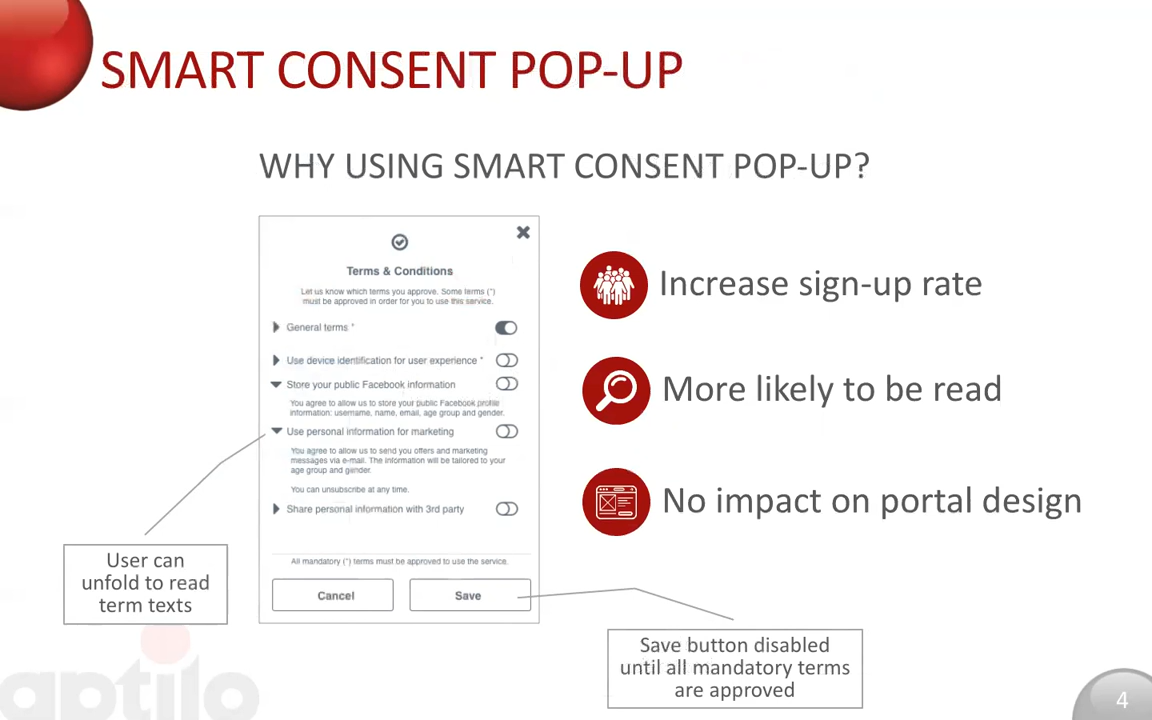 SMART CONSENT POP-UP
WHY USING SMART CONSENT POP-UP?
Terms & Conditions
Let us know which terms you approve. Some terms (*)
must be approved in order for you to use this service.
General terms *
Use device identification for user experience *
Store your public Facebook information
You agree to allow us to store your public Facebook profile
information: username, name, email, age group and gender.
Use personal information for marketing
You agree to allow us to send you offers and marketing
messages via e-mail. The information will be tailored to your
age group and gender.
You can unsubscribe at any time.
Share personal information with 3rd party
All mandatory (*) terms must be approved to use the service.
Cancel
Save
Increase sign-up rate
More likely to be read
No impact on portal design
User can
unfold to read
term texts
Save button disabled
until all mandatory terms
are approved
aptilo
4